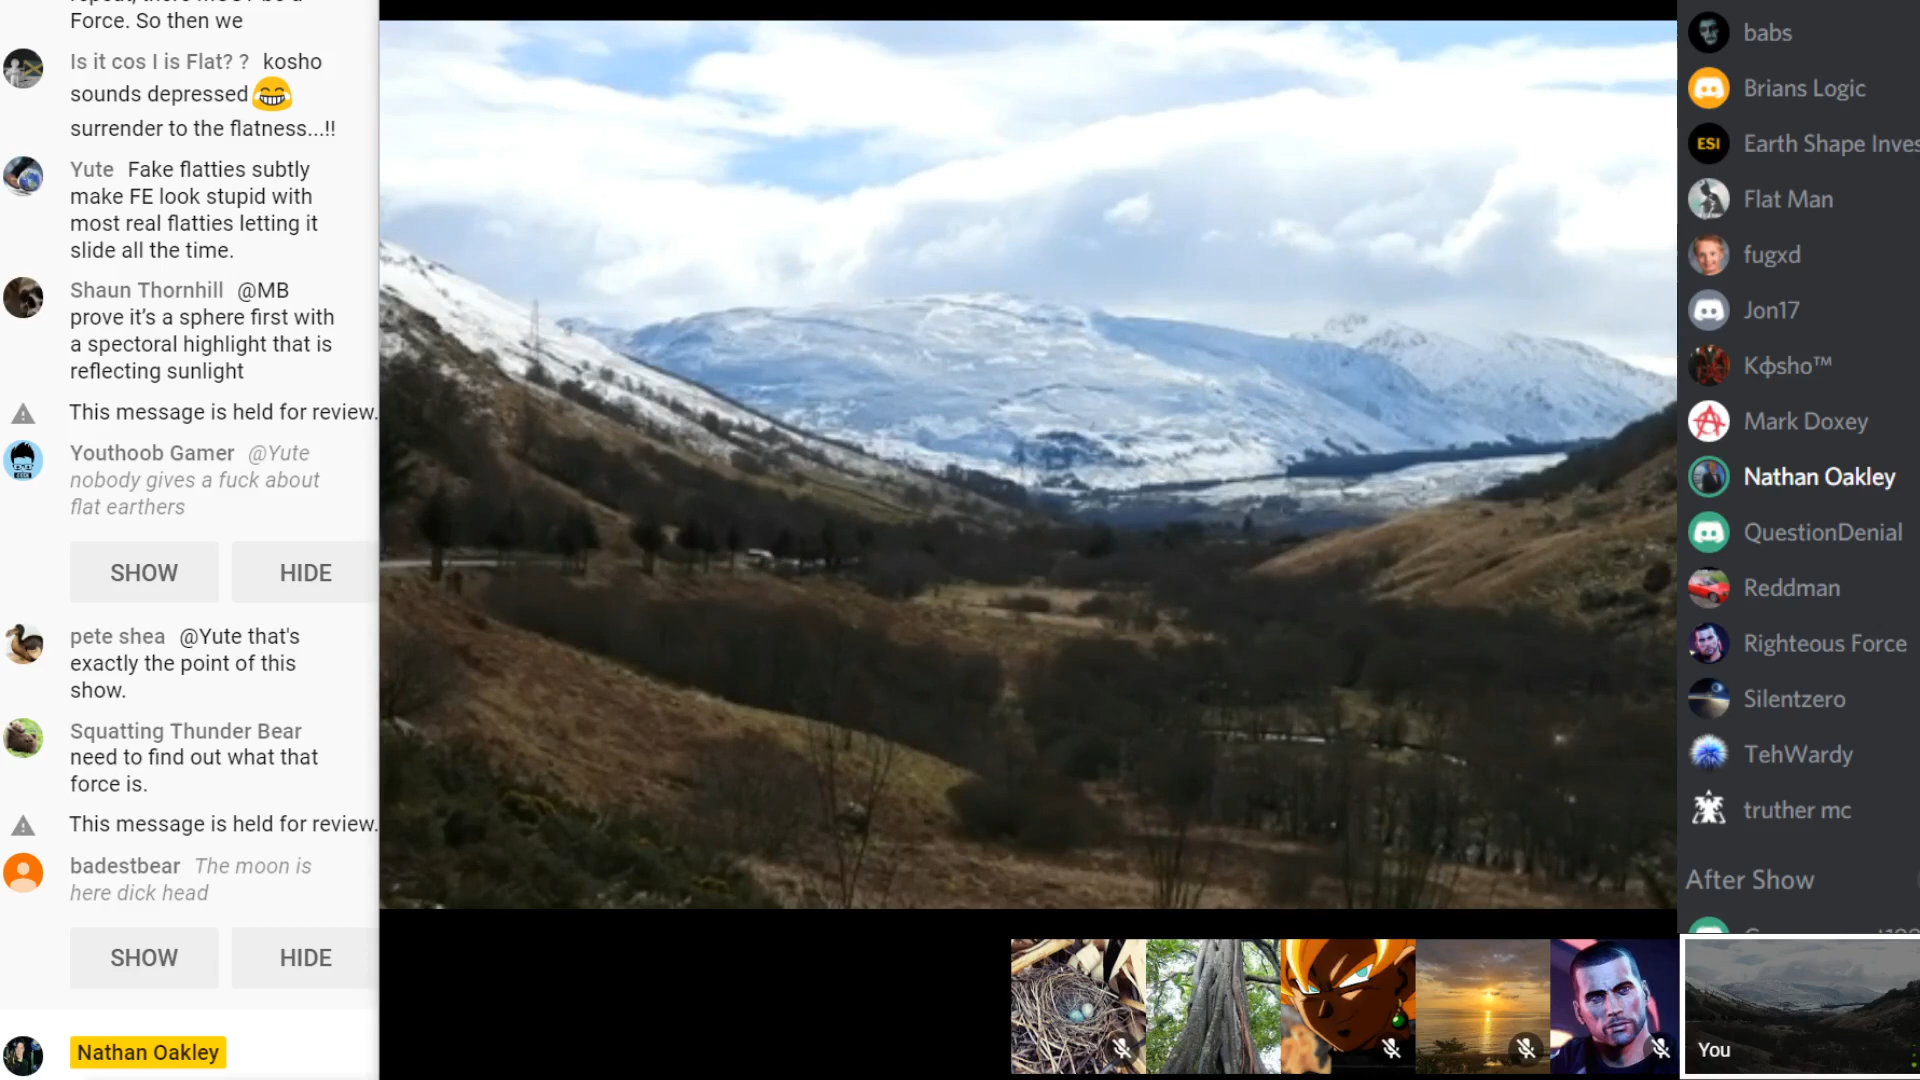 Force. So then we
Is it cos I is Flat? ? kosho
sounds depressed
surrender to the flatness...!!
Yute Fake flatties subtly
make FE look stupid with
most real flatties letting it
slide all the time.
Shaun Thornhill @MB
prove it's a sphere first with
a spectoral highlight that is
reflecting sunlight
This message is held for review.
Youthoob Gamer @Yute
nobody gives a fuck about
flat earthers
SHOW HIDE
pete shea @Yute that's
exactly the point of this
show.
Squatting Thunder Bear
need to find out what that
force is.
This message is held for review.
badestbear The moon is
here dick head
SHOW HIDE
Nathan Oakley
babs
Brians Logic
ESI
Earth Shape Inves
Flat Man
fugxd
Jon17
Kфsho™
Mark Doxey
Nathan Oakley
QuestionDenial
Reddman
Righteous Force
Silentzero
TehWardy
truther mc
After Show
You